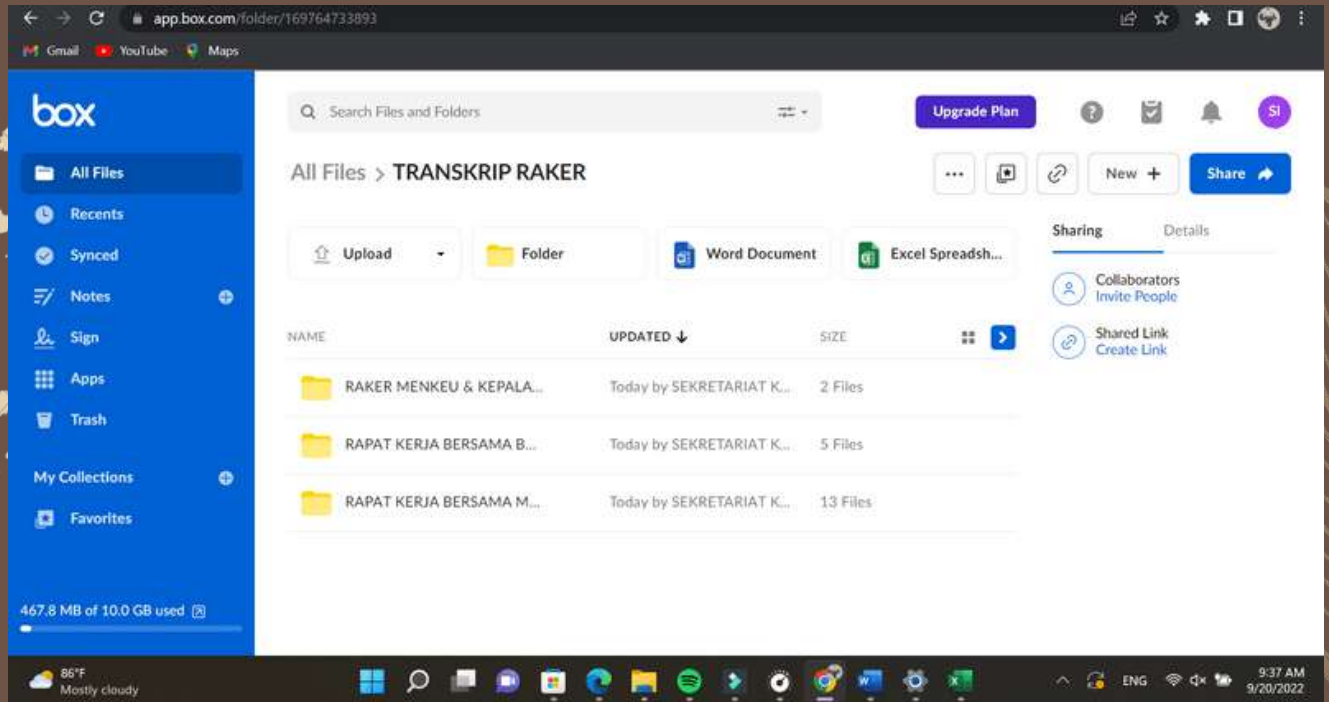 app.box.com/folder/169764733893
Gmail YouTube Maps
box
Search Files and Folders
Upgrade Plan
SI
All Files
All Files > TRANSKRIP RAKER
New +
Share
Recents
Synced
Notes
Sign
Apps
Trash
My Collections
Favorites
467.8 MB of 10.0 GB used
Upload
Folder
Word Document
Excel Spreadsh...
Sharing Details
Collaborators
Invite People
Shared Link
Create Link
NAME UPDATED SIZE
RAKER MENKEU & KEPALA... Today by SEKRETARIAT K... 2 Files
RAPAT KERJA BERSAMA B... Today by SEKRETARIAT K... 5 Files
RAPAT KERJA BERSAMA M... Today by SEKRETARIAT K... 13 Files
86°F
Mostly cloudy
ENG
9:37 AM
9/20/2022